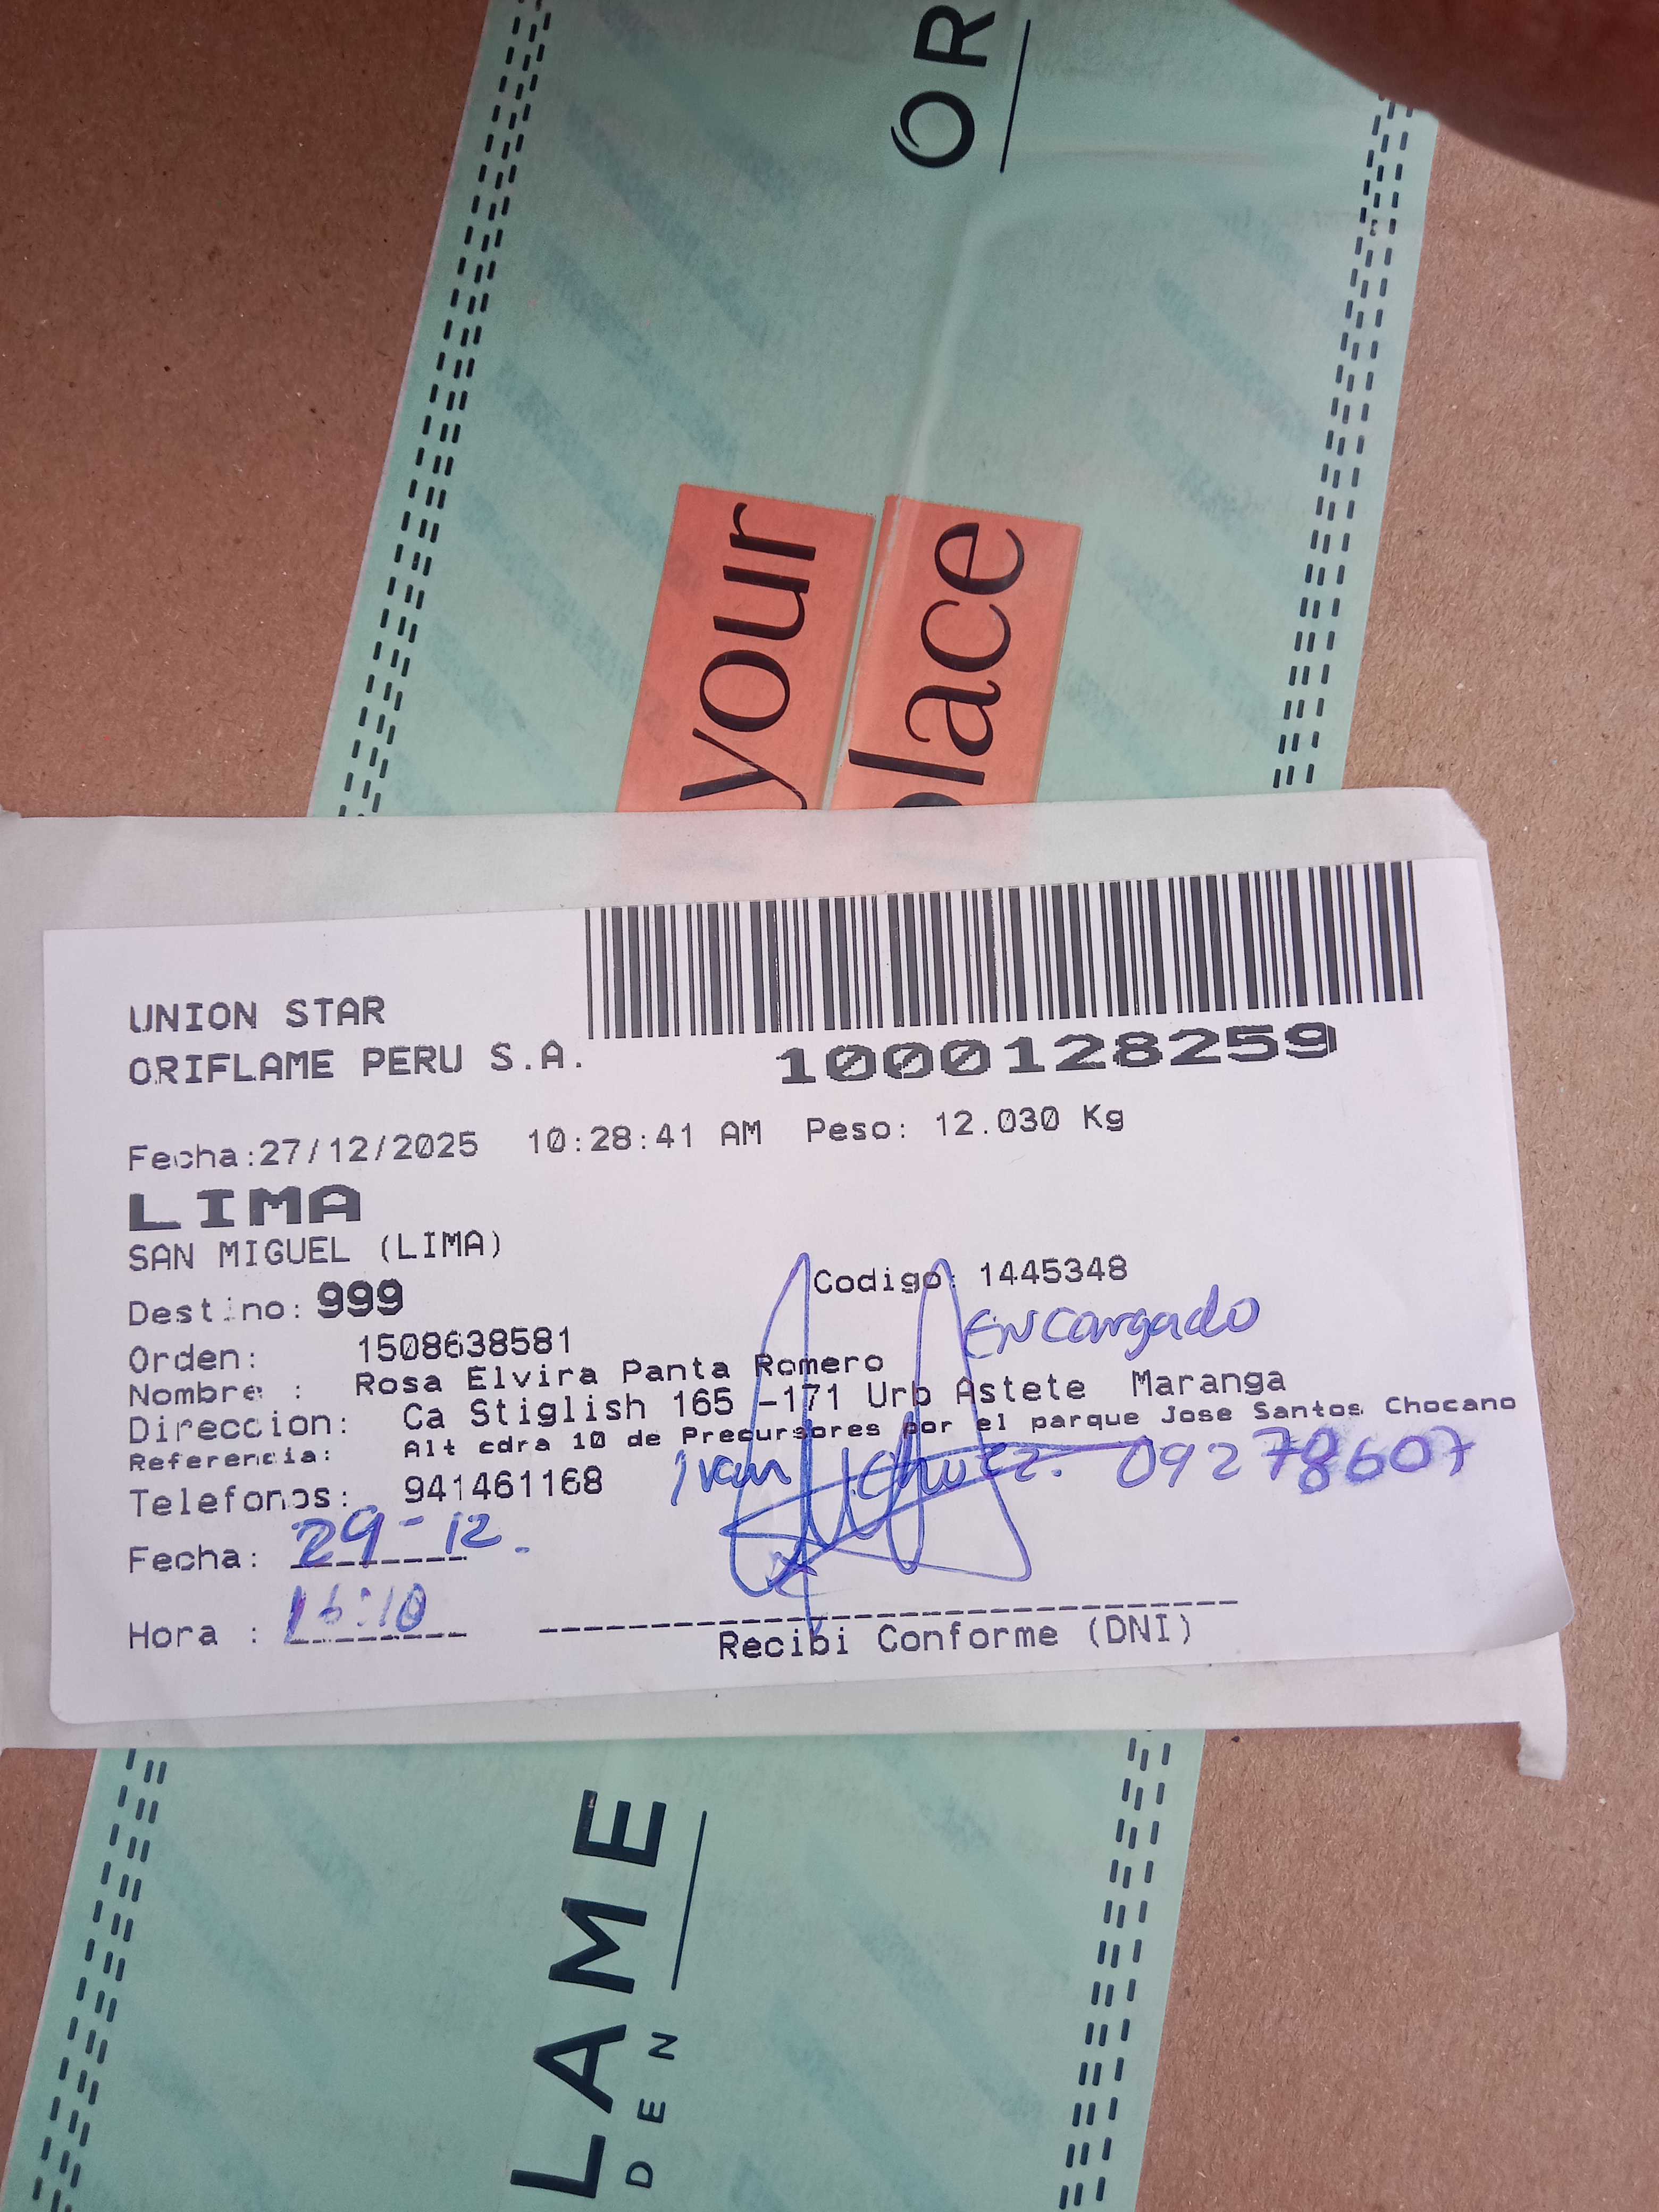 OR
your
place
UNION STAR
ORIFLAME PERU S.A.
1000128259
Fecha:27/12/2025 10:28:41 AM Peso: 12.030 Kg
LIMA
SAN MIGUEL (LIMA)
Destino: 999
Codigo: 1445348
Encargado
Orden: 1508638581
Nombre : Rosa Elvira Panta Romero
Direccion: Ca Stiglish 165 -171 Urb Astete Maranga
Referencia: Alt cdra 10 de Precursores por el parque Jose Santos Chocano
Telefonos: 941461168
Ivan 09278607
Fecha: 29-12.
Hora : 16:10
Recibi Conforme (DNI)
LAME
DEN